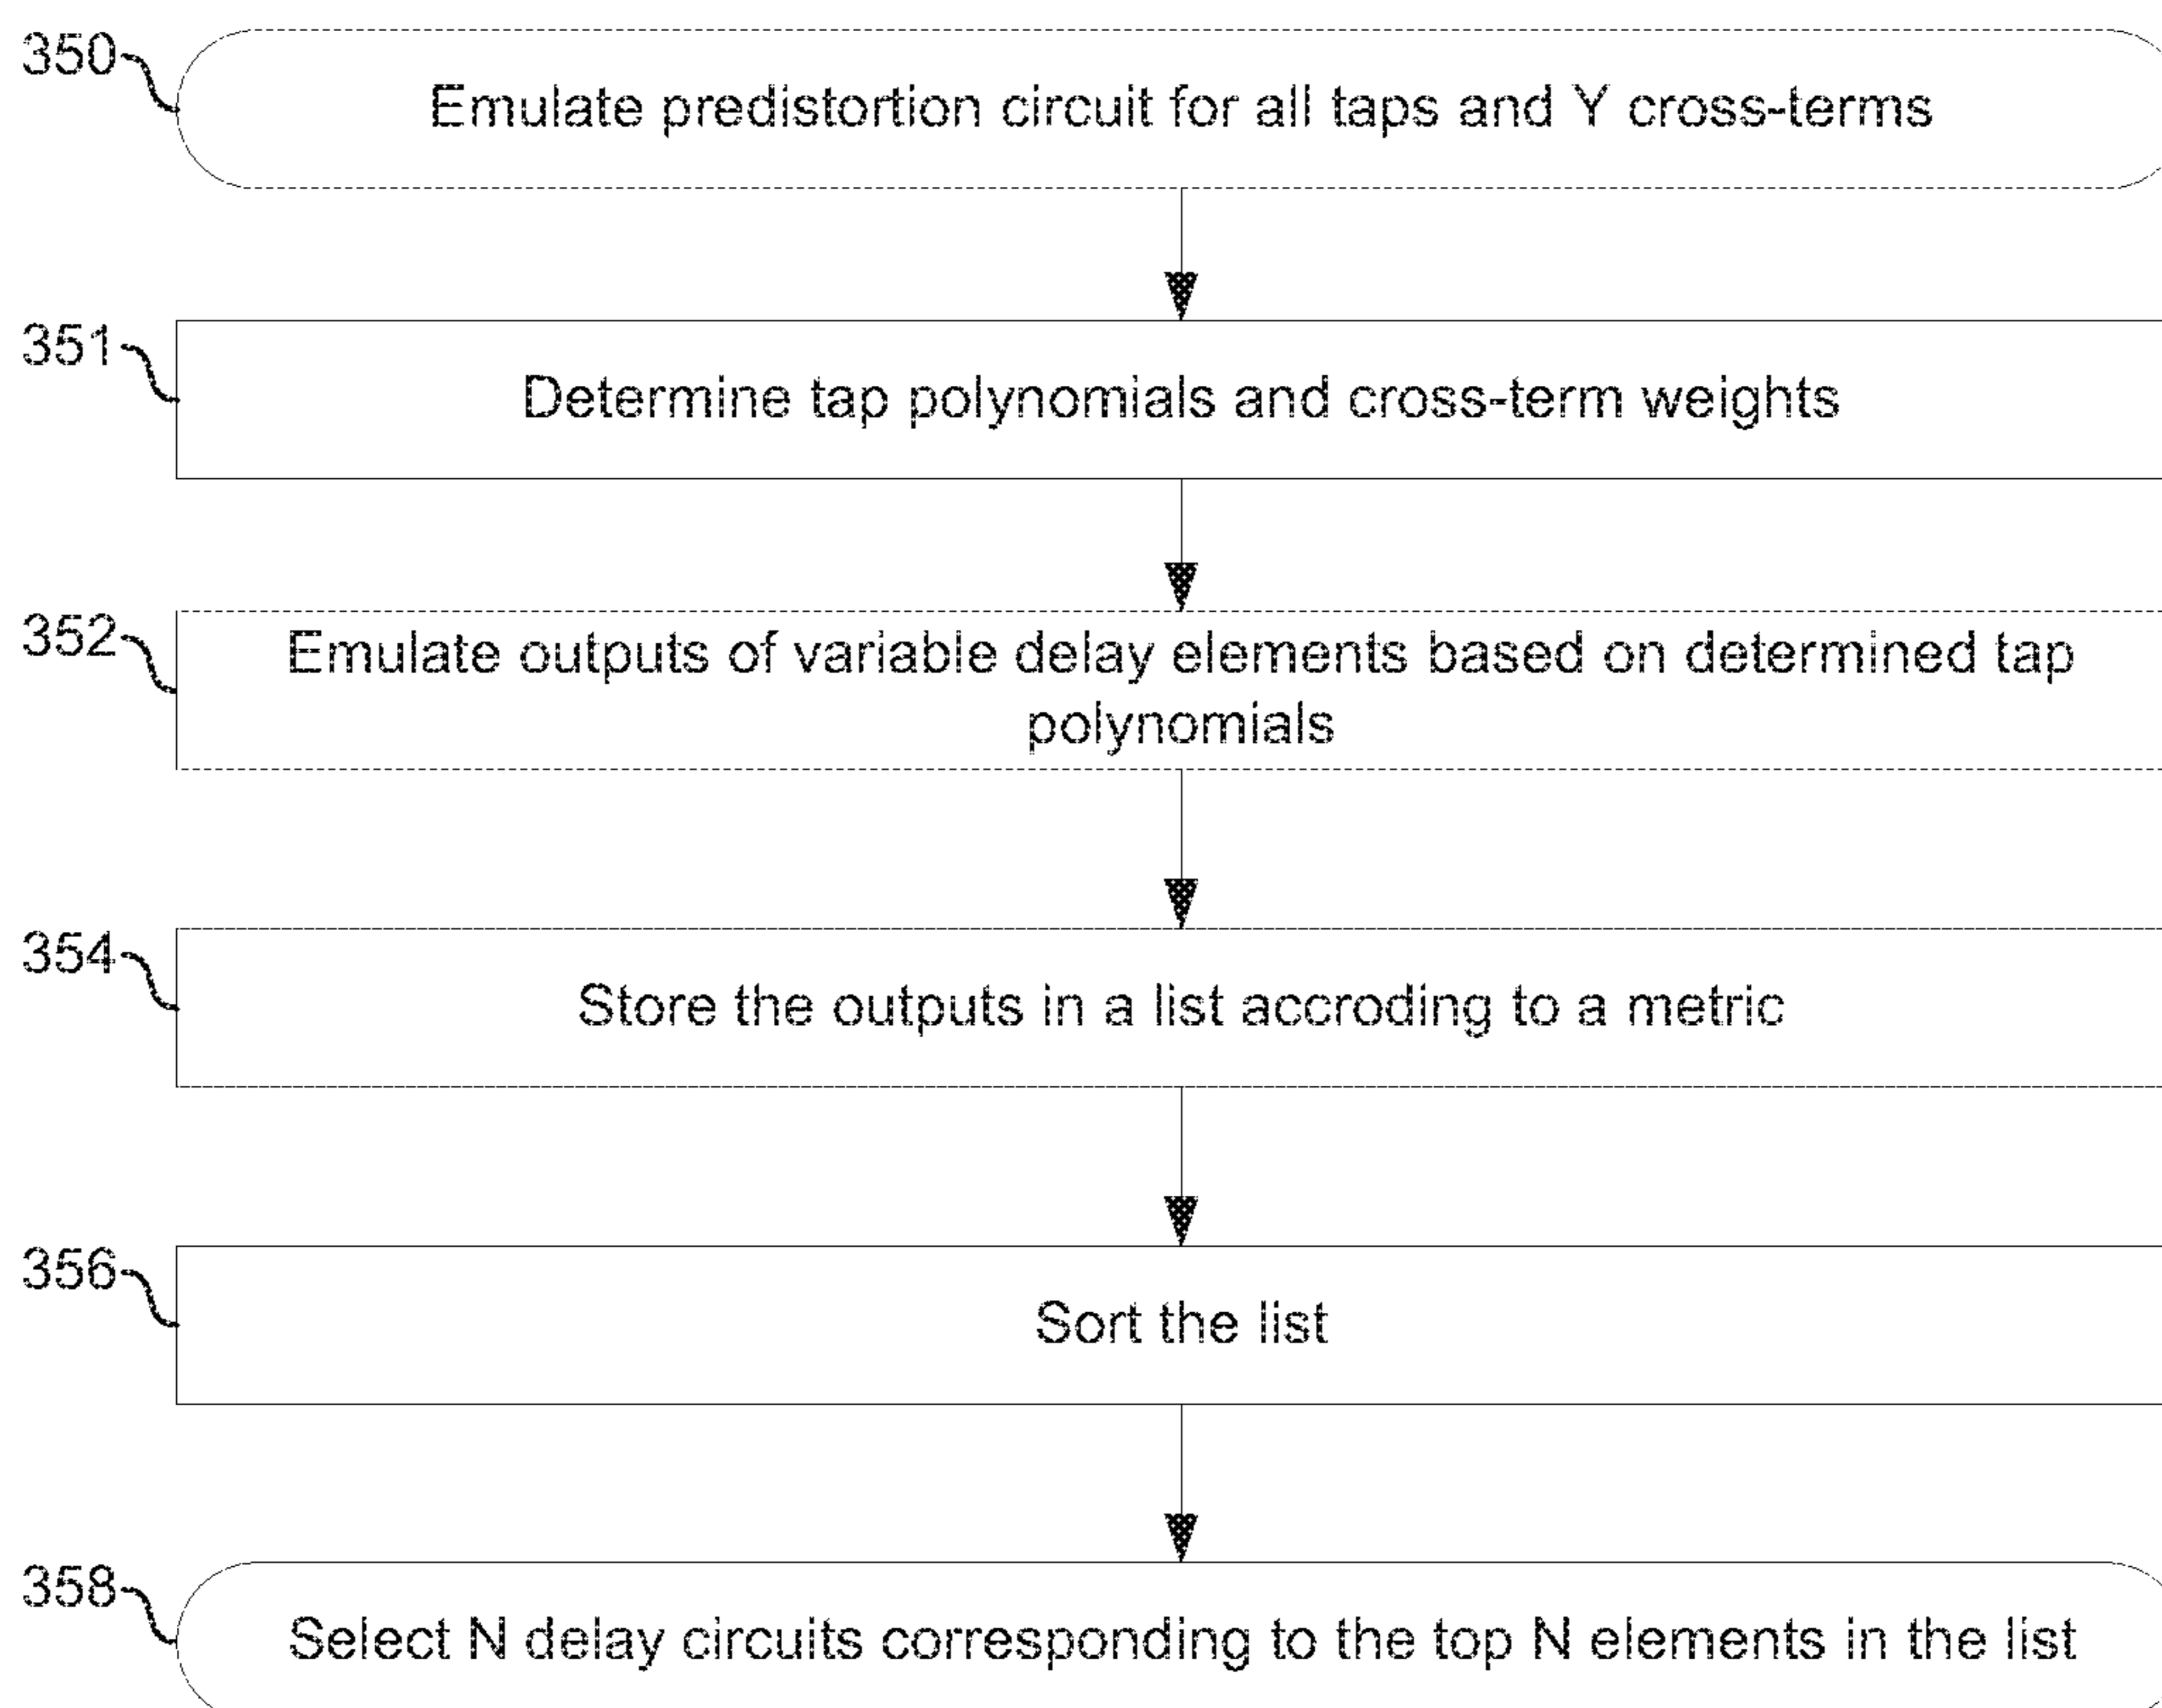 350
Emulate predistortion circuit for all taps and Y cross-terms
351
Determine tap polynomials and cross-term weights
352
Emulate outputs of variable delay elements based on determined tap
polynomials
354
Store the outputs in a list accroding to a metric
356
Sort the list
358
Select N delay circuits corresponding to the top N elements in the list